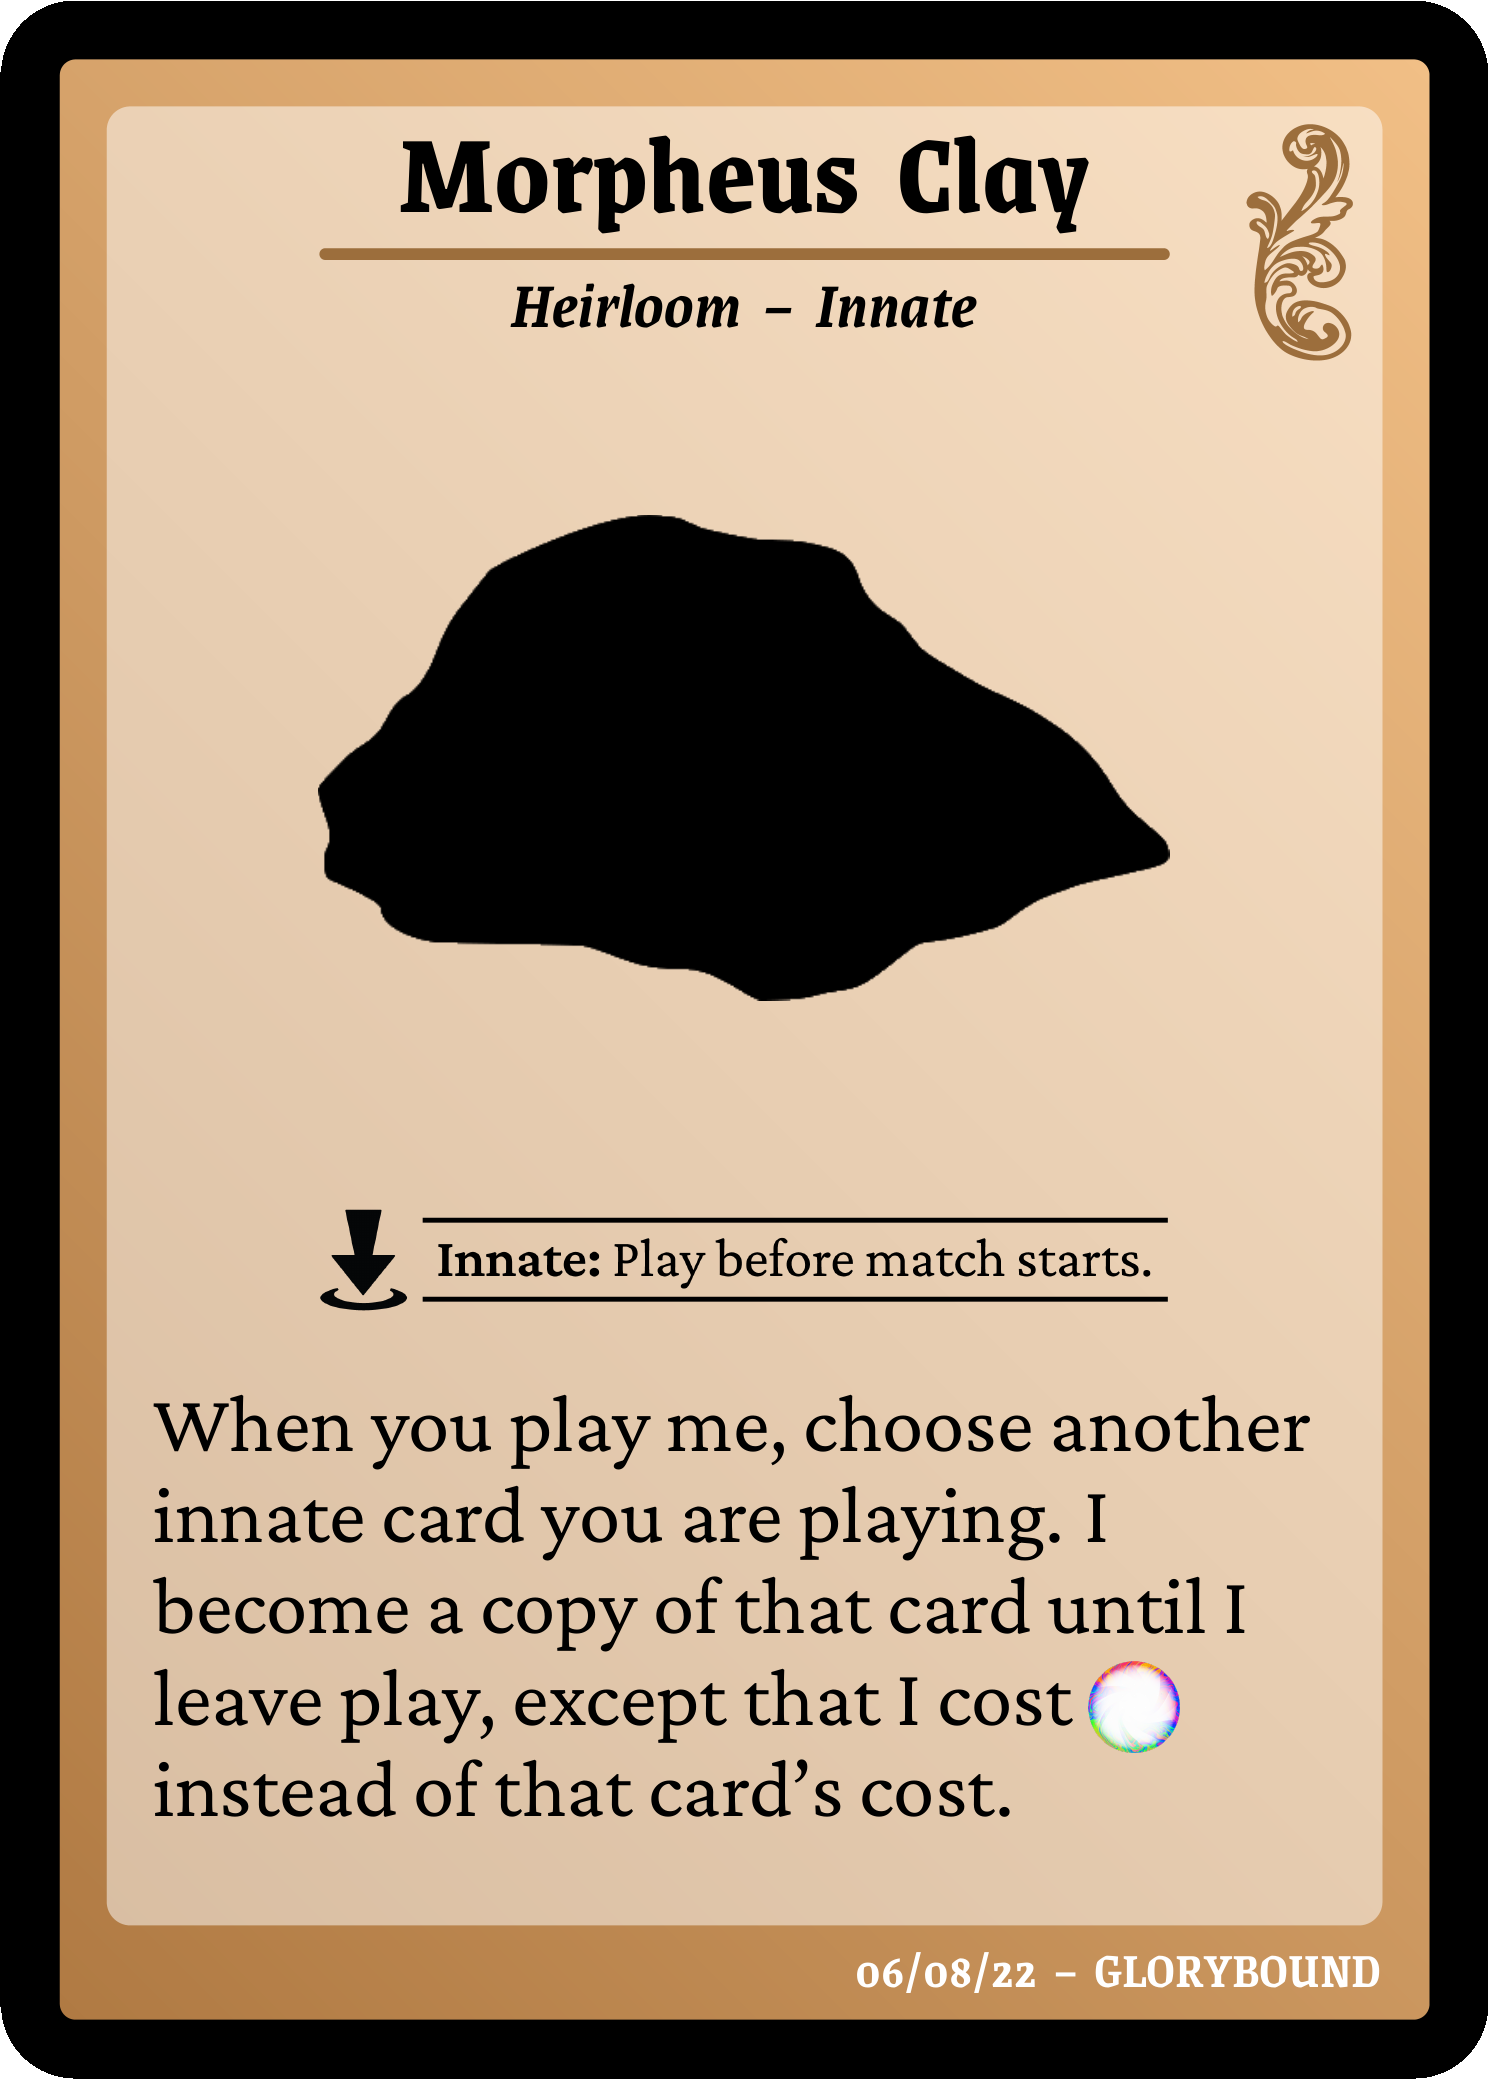 Morpheus Clay
Heirloom – Innate
Innate: Play before match starts.
When you play me, choose another
innate card you are playing. I
become a copy of that card until I
leave play, except that I cost
instead of that card’s cost.
06/08/22 – GLORYBOUND